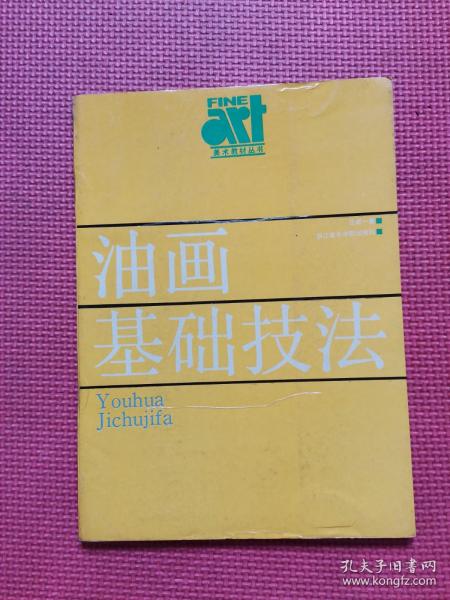 FINE
art
美术教材丛书
油画
基础技法
Youhua
Jichujifa
孔夫子旧书网
www.kongfz.com